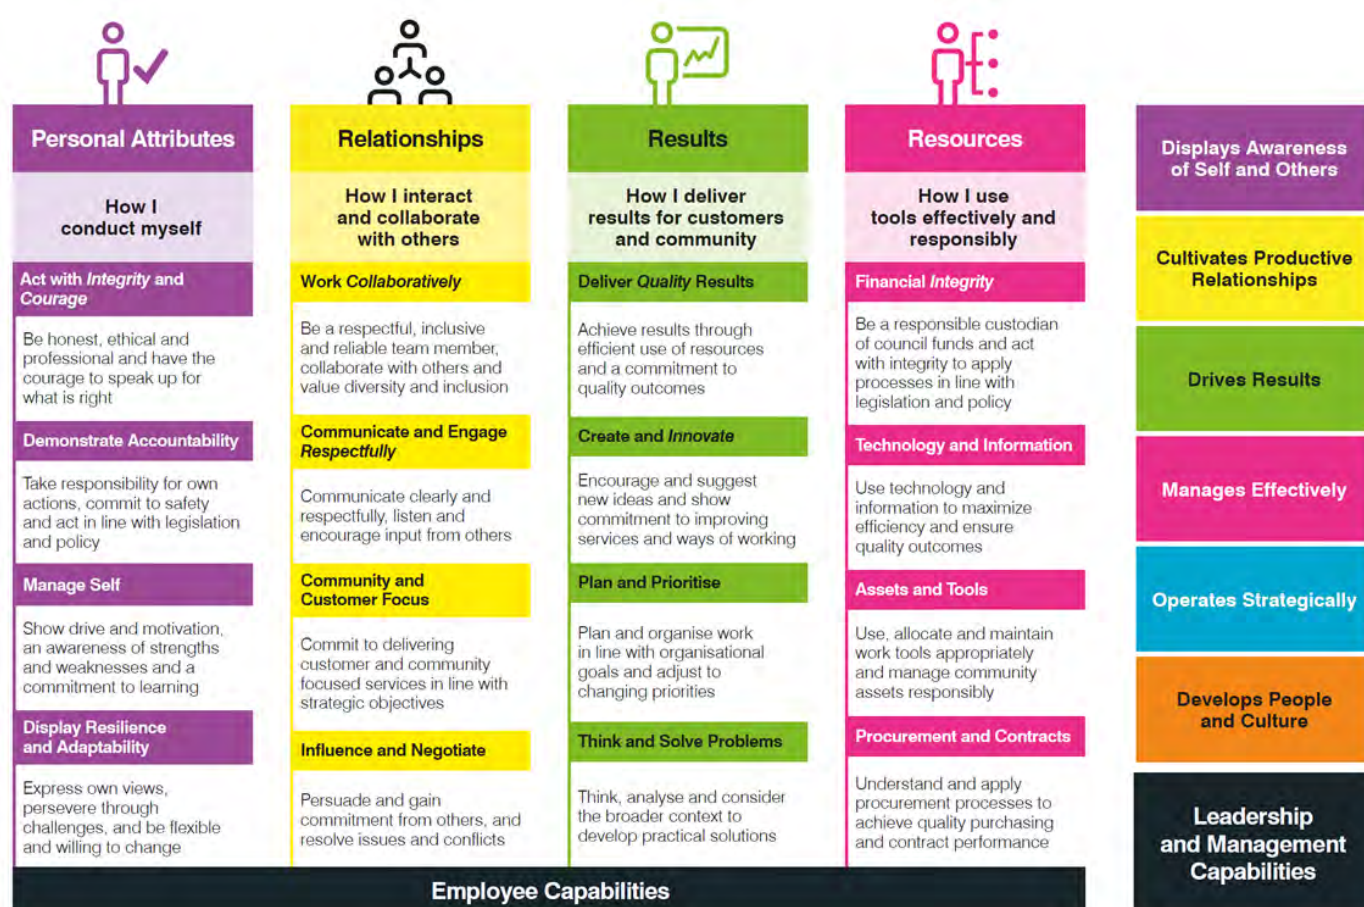 Personal Attributes
How I
conduct myself
Act with Integrity and
Courage
Be honest, ethical and
professional and have the
courage to speak up for
what is right
Demonstrate Accountability
Take responsibility for own
actions, commit to safety
and act in line with legislation
and policy
Manage Self
Show drive and motivation,
an awareness of strengths
and weaknesses and a
commitment to learning
Display Resilience
and Adaptability
Express own views,
persevere through
challenges, and be flexible
and willing to change
Relationships
How I interact
and collaborate
with others
Work Collaboratively
Be a respectful, inclusive
and reliable team member,
collaborate with others and
value diversity and inclusion
Communicate and Engage
Respectfully
Communicate clearly and
respectfully, listen and
encourage input from others
Community and
Customer Focus
Commit to delivering
customer and community
focused services in line with
strategic objectives
Influence and Negotiate
Persuade and gain
commitment from others, and
resolve issues and conflicts
Results
How I deliver
results for customers
and community
Deliver Quality Results
Achieve results through
efficient use of resources
and a commitment to
quality outcomes
Create and Innovate
Encourage and suggest
new ideas and show
commitment to improving
services and ways of working
Plan and Prioritise
Plan and organise work
in line with organisational
goals and adjust to
changing priorities
Think and Solve Problems
Think, analyse and consider
the broader context to
develop practical solutions
Resources
How I use
tools effectively and
responsibly
Financial Integrity
Be a responsible custodian
of council funds and act
with integrity to apply
processes in line with
legislation and policy
Technology and Information
Use technology and
information to maximize
efficiency and ensure
quality outcomes
Assets and Tools
Use, allocate and maintain
work tools appropriately
and manage community
assets responsibly
Procurement and Contracts
Understand and apply
procurement processes to
achieve quality purchasing
and contract performance
Employee Capabilities
Displays Awareness
of Self and Others
Cultivates Productive
Relationships
Drives Results
Manages Effectively
Operates Strategically
Develops People
and Culture
Leadership
and Management
Capabilities